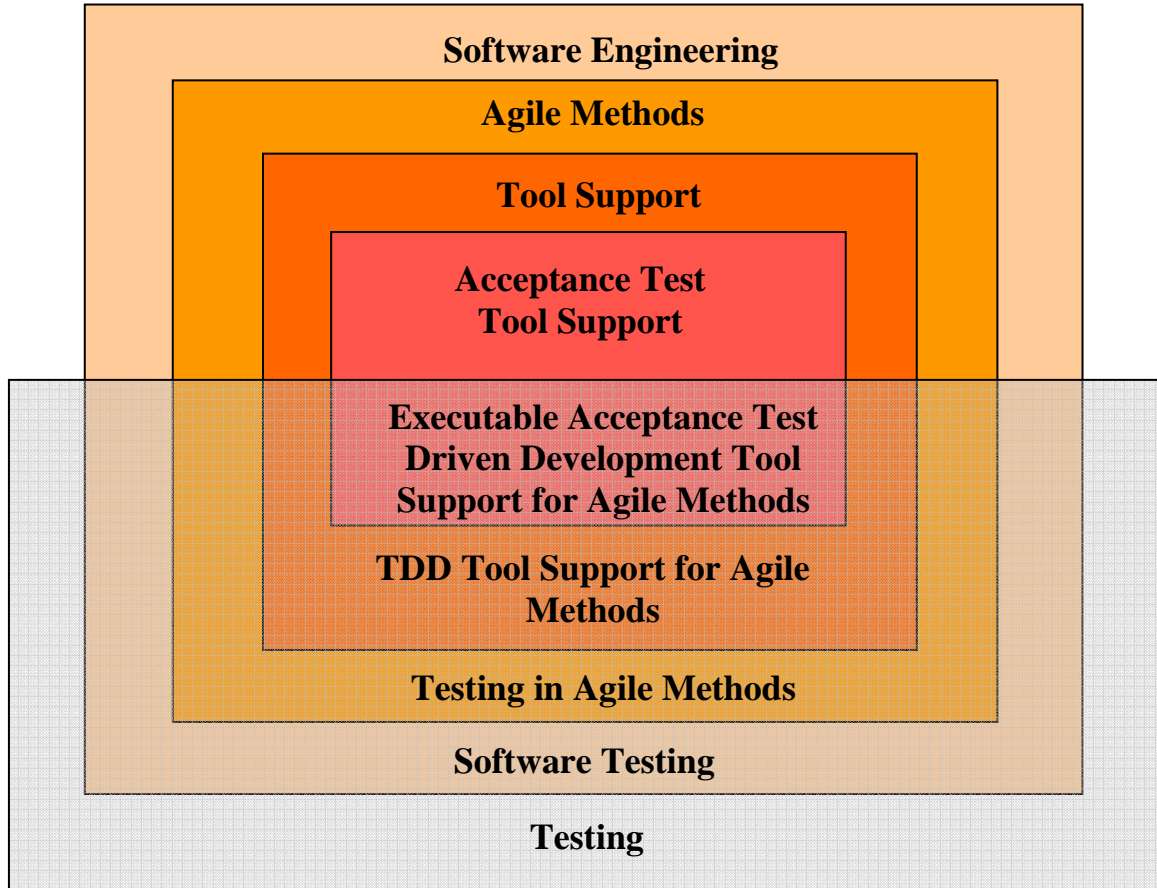 Software Engineering
Agile Methods
Tool Support
Acceptance Test
Tool Support
Executable Acceptance Test
Driven Development Tool
Support for Agile Methods
TDD Tool Support for Agile
Methods
Testing in Agile Methods
Software Testing
Testing